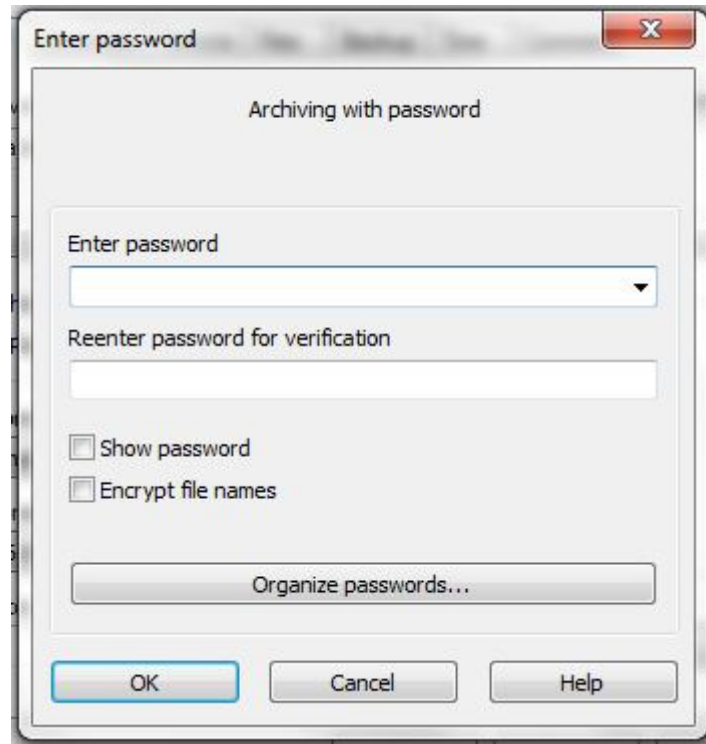 Enter password
Archiving with password
Enter password
Reenter password for verification
Show password
Encrypt file names
Organize passwords...
OK
Cancel
Help